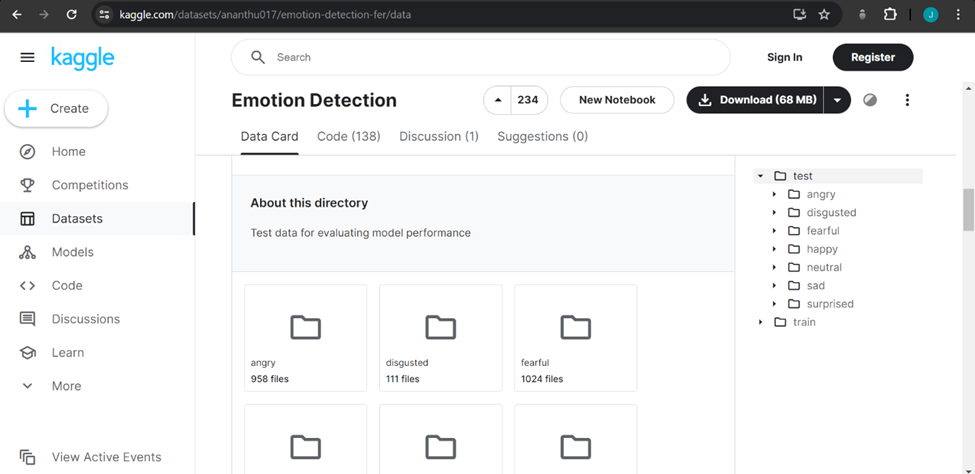 kaggle.com/datasets/ananthu017/emotion-detection-fer/data
J
kaggle
Search
Sign In
Register
Create
Home
Competitions
Datasets
Models
Code
Discussions
Learn
More
View Active Events
Emotion Detection
234
New Notebook
Download (68 MB)
Data Card Code (138) Discussion (1) Suggestions (0)
About this directory
Test data for evaluating model performance
angry
958 files
disgusted
111 files
fearful
1024 files
test
angry
disgusted
fearful
happy
neutral
sad
surprised
train